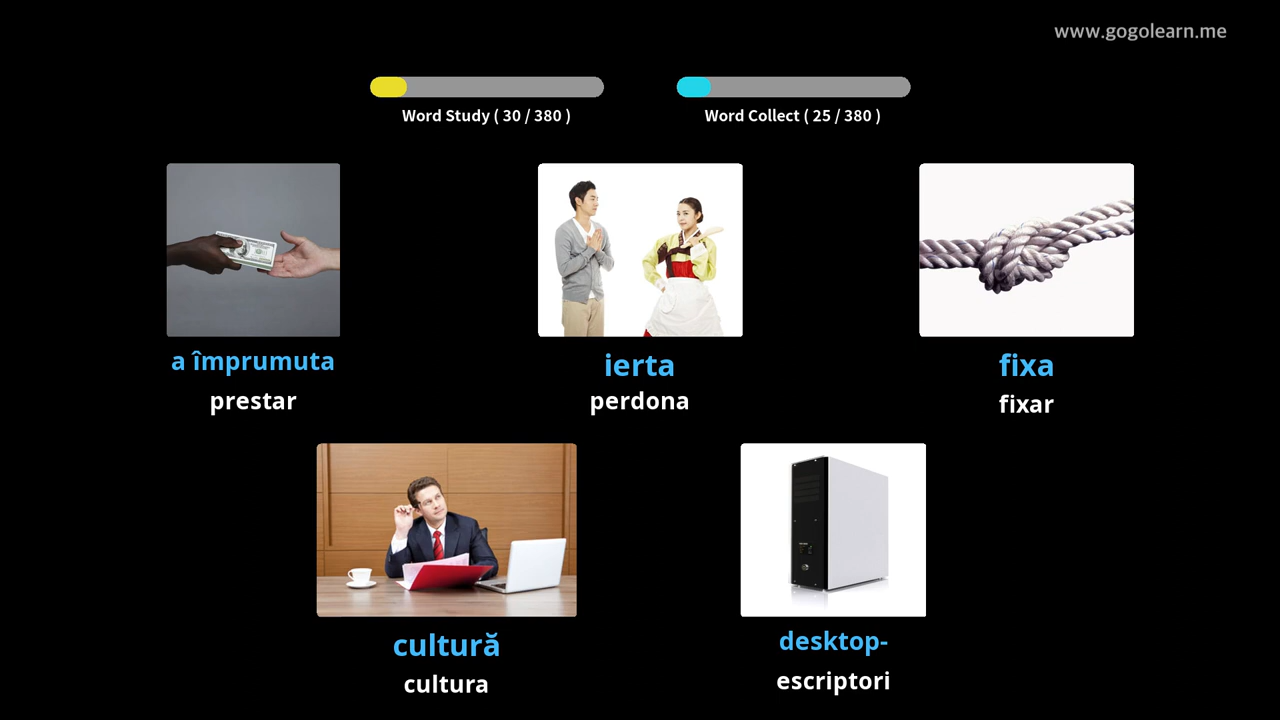 www.gogolearn.me
Word Study ( 30 / 380 )
Word Collect ( 25 / 380 )
a împrumuta
prestar
ierta
perdona
fixa
fixar
cultură
cultura
desktop-
escriptori